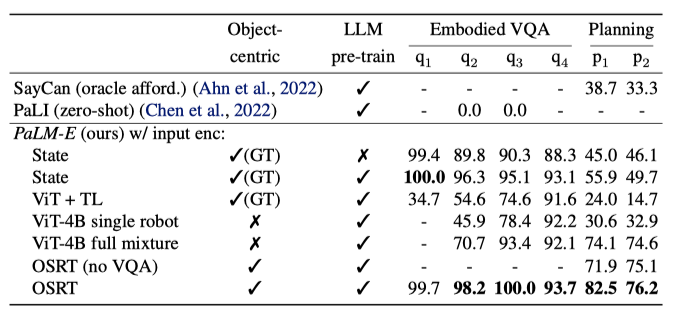 Object- LLM Embodied VQA Planning
centric pre-train q1 q2 q3 q4 p1 p2
SayCan (oracle afford.) (Ahn et al., 2022) ✓ - - - - 38.7 33.3
PaLI (zero-shot) (Chen et al., 2022) ✓ - 0.0 0.0 - - -
PaLM-E (ours) w/ input enc:
State ✓(GT) ✗ 99.4 89.8 90.3 88.3 45.0 46.1
State ✓(GT) ✓ 100.0 96.3 95.1 93.1 55.9 49.7
ViT + TL ✓(GT) ✓ 34.7 54.6 74.6 91.6 24.0 14.7
ViT-4B single robot ✗ ✓ - 45.9 78.4 92.2 30.6 32.9
ViT-4B full mixture ✗ ✓ - 70.7 93.4 92.1 74.1 74.6
OSRT (no VQA) ✓ ✓ - - - - 71.9 75.1
OSRT ✓ ✓ 99.7 98.2 100.0 93.7 82.5 76.2